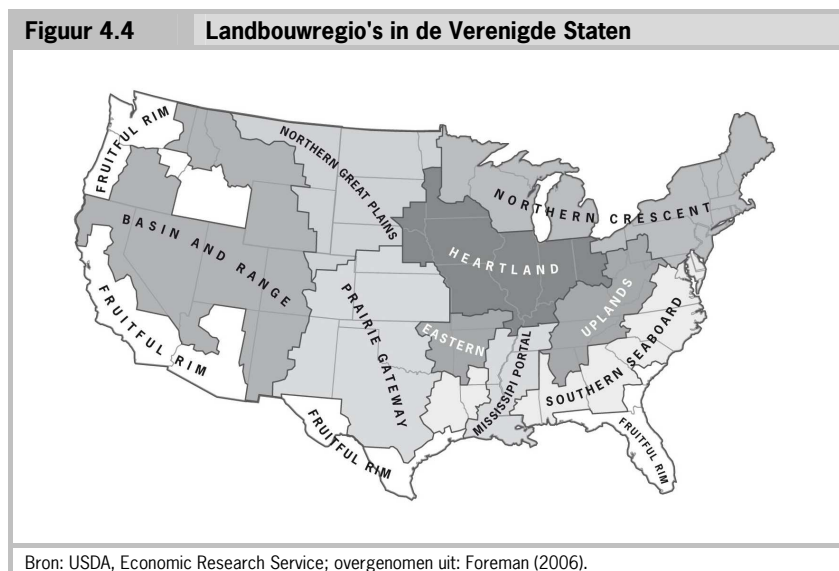 Figuur 4.4 Landbouwregio's in de Verenigde Staten
FRUITFUL RIM
NORTHERN GREAT PLAINS
NORTHERN CRESCENT
BASIN AND RANGE
HEARTLAND
FRUITFUL RIM
PRAIRIE GATEWAY
EASTERN
UPLANDS
MISSISSIPI PORTAL
SOUTHERN SEABOARD
FRUITFUL RIM
FRUITFUL RIM
Bron: USDA, Economic Research Service; overgenomen uit: Foreman (2006).